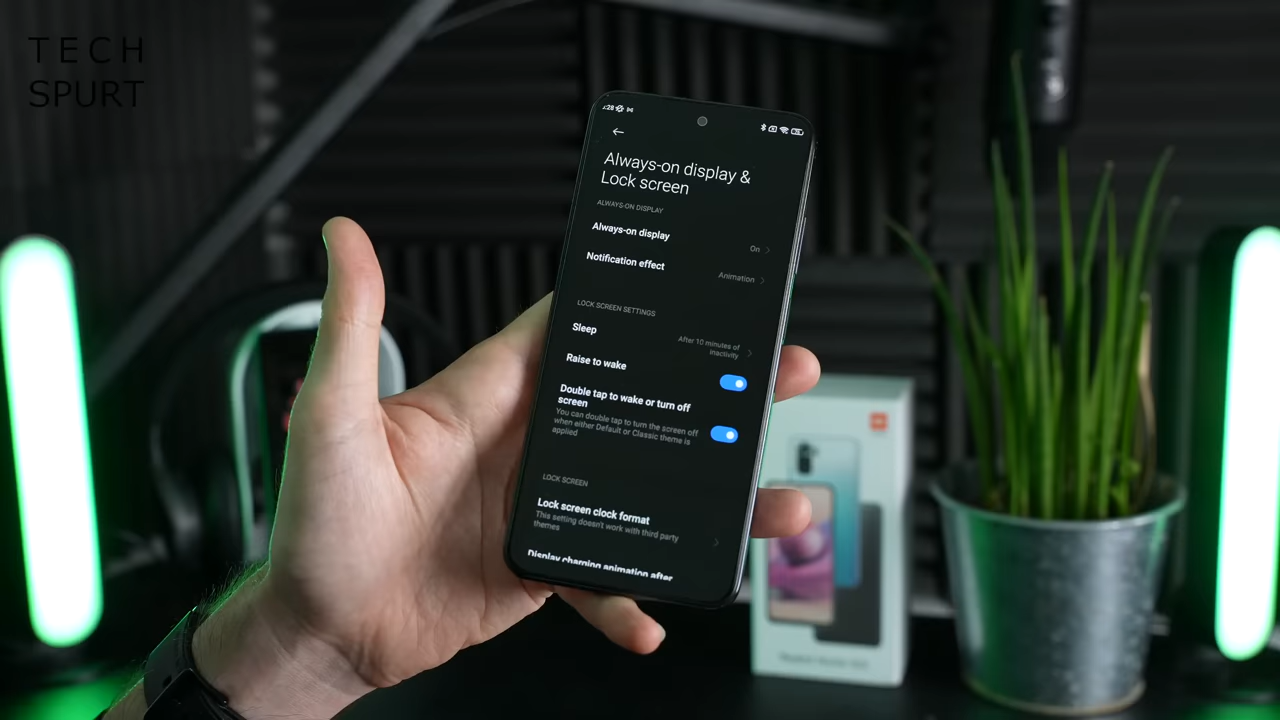 TECH
SPURT
:28
Always-on display &
Lock screen
ALWAYS-ON DISPLAY
Always-on display
On
Notification effect
Animation
LOCK SCREEN SETTINGS
Sleep
After 10 minutes of
inactivity
Raise to wake
Double tap to wake or turn off
screen
You can double tap to turn the screen off
when either Default or Classic theme is
applied
LOCK SCREEN
Lock screen clock format
This setting doesn't work with third party
themes
Display charging animation after